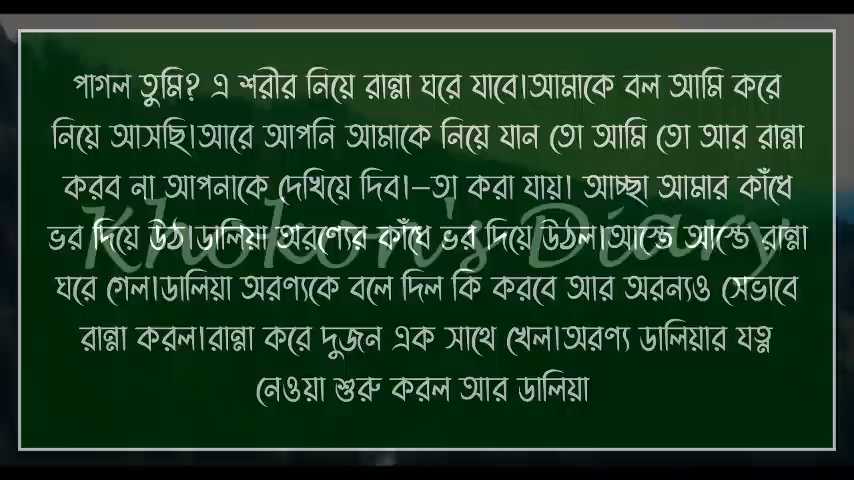 পাগল তুমি? এ শরীর নিয়ে রান্না ঘরে যাবে।আমাকে বল আমি করে
নিয়ে আসছি।আরে আপনি আমাকে নিয়ে যান তো আমি তো আর রান্না
করব না আপনাকে দেখিয়ে দিব।–তা করা যায়। আচ্ছা আমার কাঁধে
ভর দিয়ে উঠ।ডালিয়া অরণ্যের কাঁধে ভর দিয়ে উঠল।আস্তে আস্তে রান্না
ঘরে গেল।ডালিয়া অরণ্যকে বলে দিল কি করবে আর অরন্যও সেভাবে
রান্না করল।রান্না করে দুজন এক সাথে খেল।অরণ্য ডালিয়ার যত্ন
নেওয়া শুরু করল আর ডালিয়া
Khokon's Diary